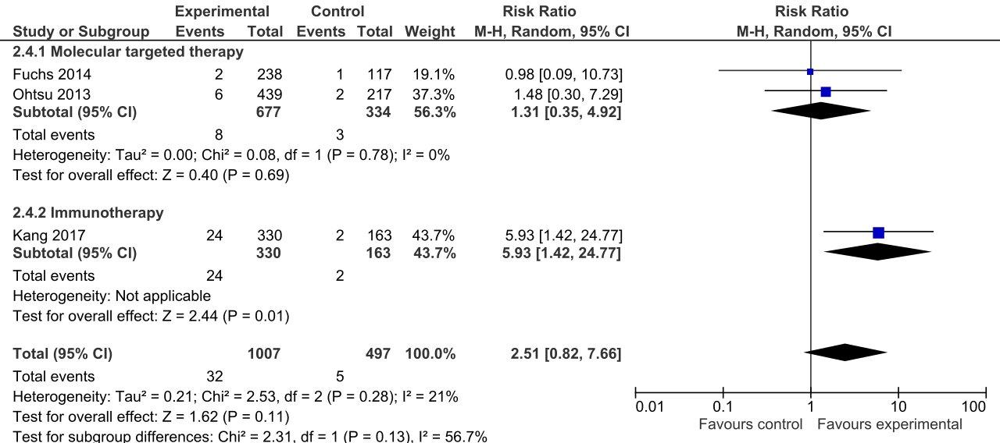 Experimental Control Risk Ratio Risk Ratio
Study or Subgroup Events Total Events Total Weight M-H, Random, 95% CI M-H, Random, 95% CI
2.4.1 Molecular targeted therapy
Fuchs 2014 2 238 1 117 19.1% 0.98 [0.09, 10.73]
Ohtsu 2013 6 439 2 217 37.3% 1.48 [0.30, 7.29]
Subtotal (95% CI) 677 334 56.3% 1.31 [0.35, 4.92]
Total events 8 3
Heterogeneity: Tau² = 0.00; Chi² = 0.08, df = 1 (P = 0.78); I² = 0%
Test for overall effect: Z = 0.40 (P = 0.69)
2.4.2 Immunotherapy
Kang 2017 24 330 2 163 43.7% 5.93 [1.42, 24.77]
Subtotal (95% CI) 330 163 43.7% 5.93 [1.42, 24.77]
Total events 24 2
Heterogeneity: Not applicable
Test for overall effect: Z = 2.44 (P = 0.01)
Total (95% CI) 1007 497 100.0% 2.51 [0.82, 7.66]
Total events 32 5
Heterogeneity: Tau² = 0.21; Chi² = 2.53, df = 2 (P = 0.28); I² = 21%
Test for overall effect: Z = 1.62 (P = 0.11)
Test for subgroup differences: Chi² = 2.31, df = 1 (P = 0.13), I² = 56.7%
0.01 0.1 1 10 100
Favours control Favours experimental